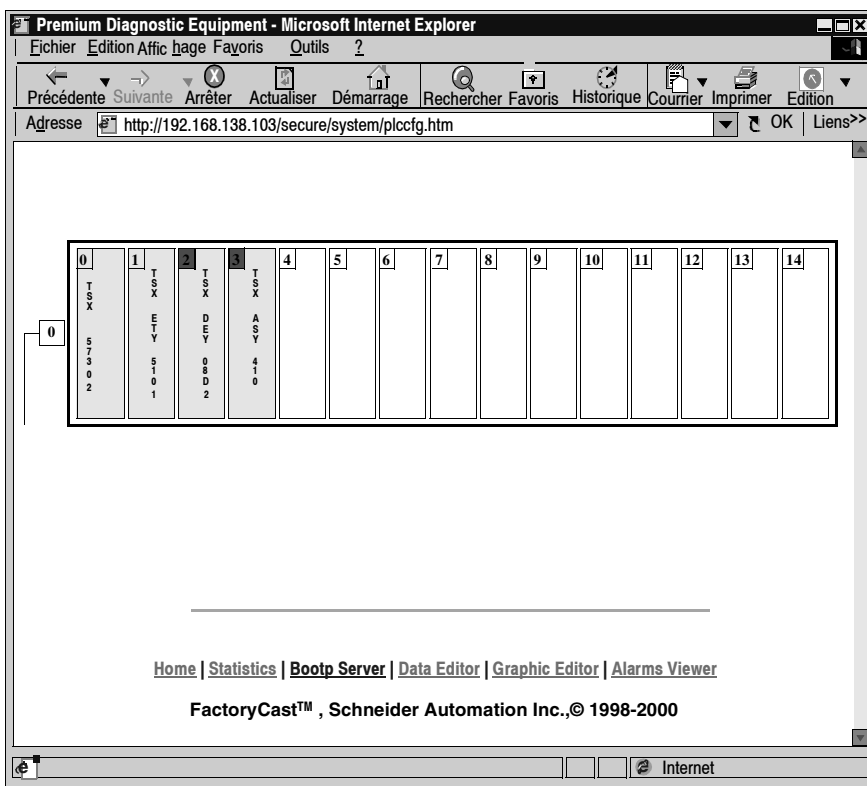 Premium Diagnostic Equipment - Microsoft Internet Explorer
Fichier Edition Affic hage Favoris Outils ?
Précédente Suivante Arrêter Actualiser Démarrage Rechercher Favoris Historique Courrier Imprimer Edition
Adresse http://192.168.138.103/secure/system/plccfg.htm OK Liens>>
0 1 2 3 4 5 6 7 8 9 10 11 12 13 14
0
TSX 57302
TSX ETY 5101
TSX DEY 08D2
TSX ASY 410
Home | Statistics | Bootp Server | Data Editor | Graphic Editor | Alarms Viewer
FactoryCast™ , Schneider Automation Inc.,© 1998-2000
Internet